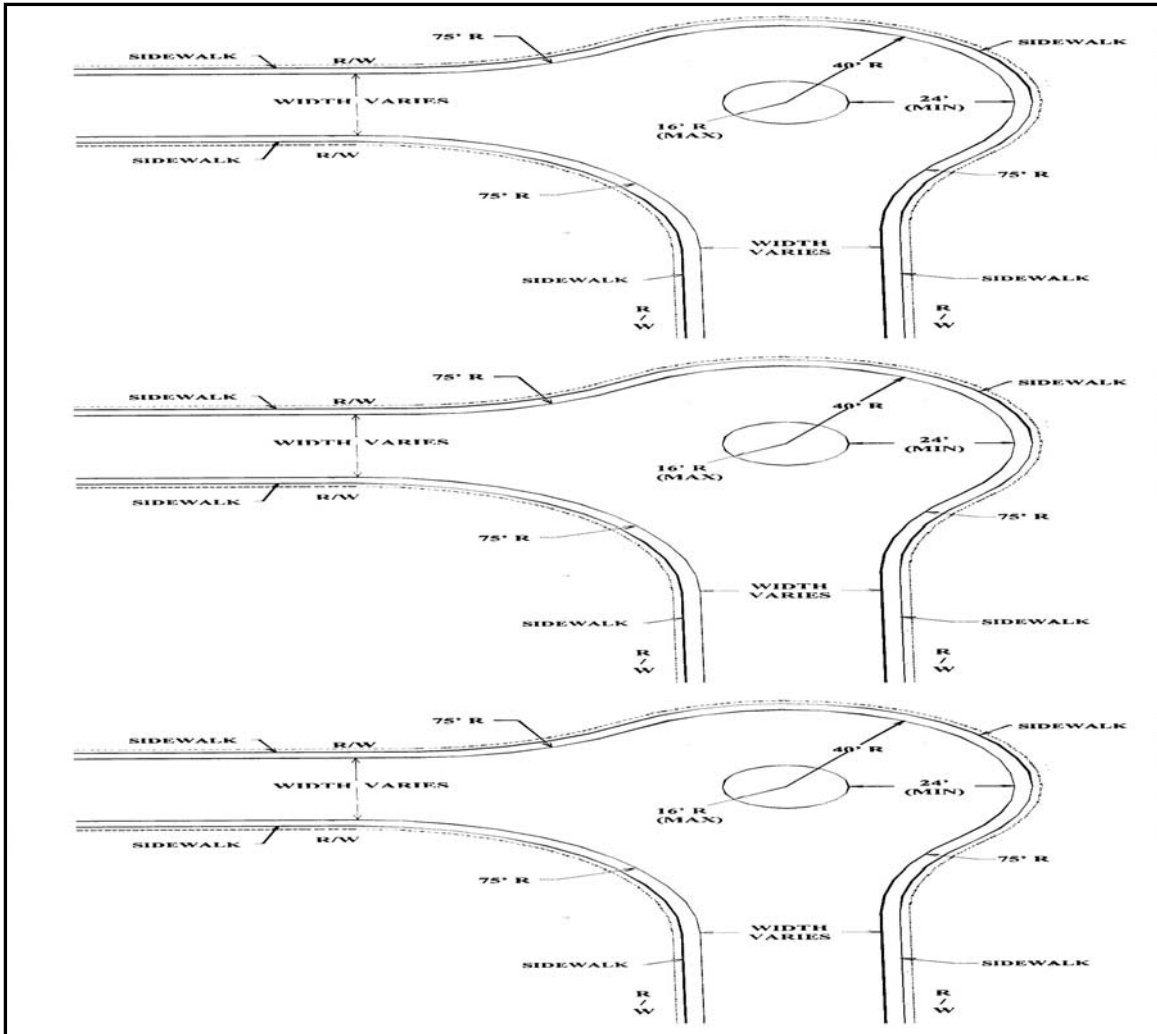 75' R
SIDEWALK
SIDEWALK
R/W
40' R
WIDTH VARIES
24'
(MIN)
16' R
(MAX)
SIDEWALK
R/W
75' R
75' R
WIDTH
VARIES
SIDEWALK
SIDEWALK
R
/
W
R
/
W
75' R
SIDEWALK
SIDEWALK
R/W
40' R
WIDTH VARIES
24'
(MIN)
16' R
(MAX)
SIDEWALK
R/W
75' R
75' R
WIDTH
VARIES
SIDEWALK
SIDEWALK
R
/
W
R
/
W
75' R
SIDEWALK
SIDEWALK
R/W
40' R
WIDTH VARIES
24'
(MIN)
16' R
(MAX)
SIDEWALK
R/W
75' R
75' R
WIDTH
VARIES
SIDEWALK
SIDEWALK
R
/
W
R
/
W